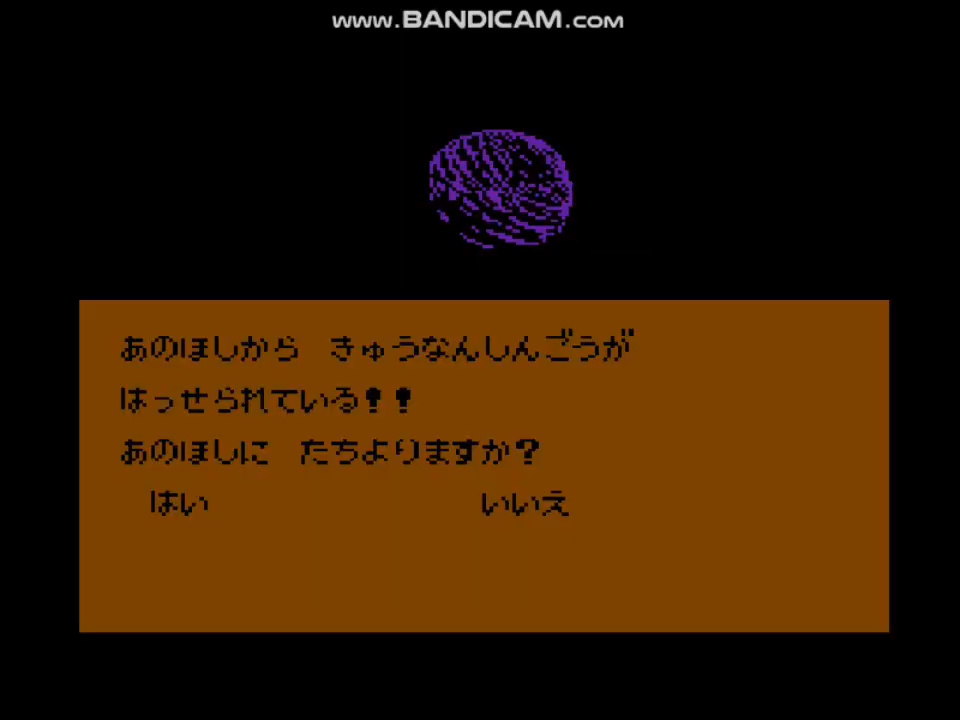 www.BANDICAM.com
あのほしから きゅうなんしんごうが
はっせられている!!
あのほしに たちよりますか?
はい いいえ